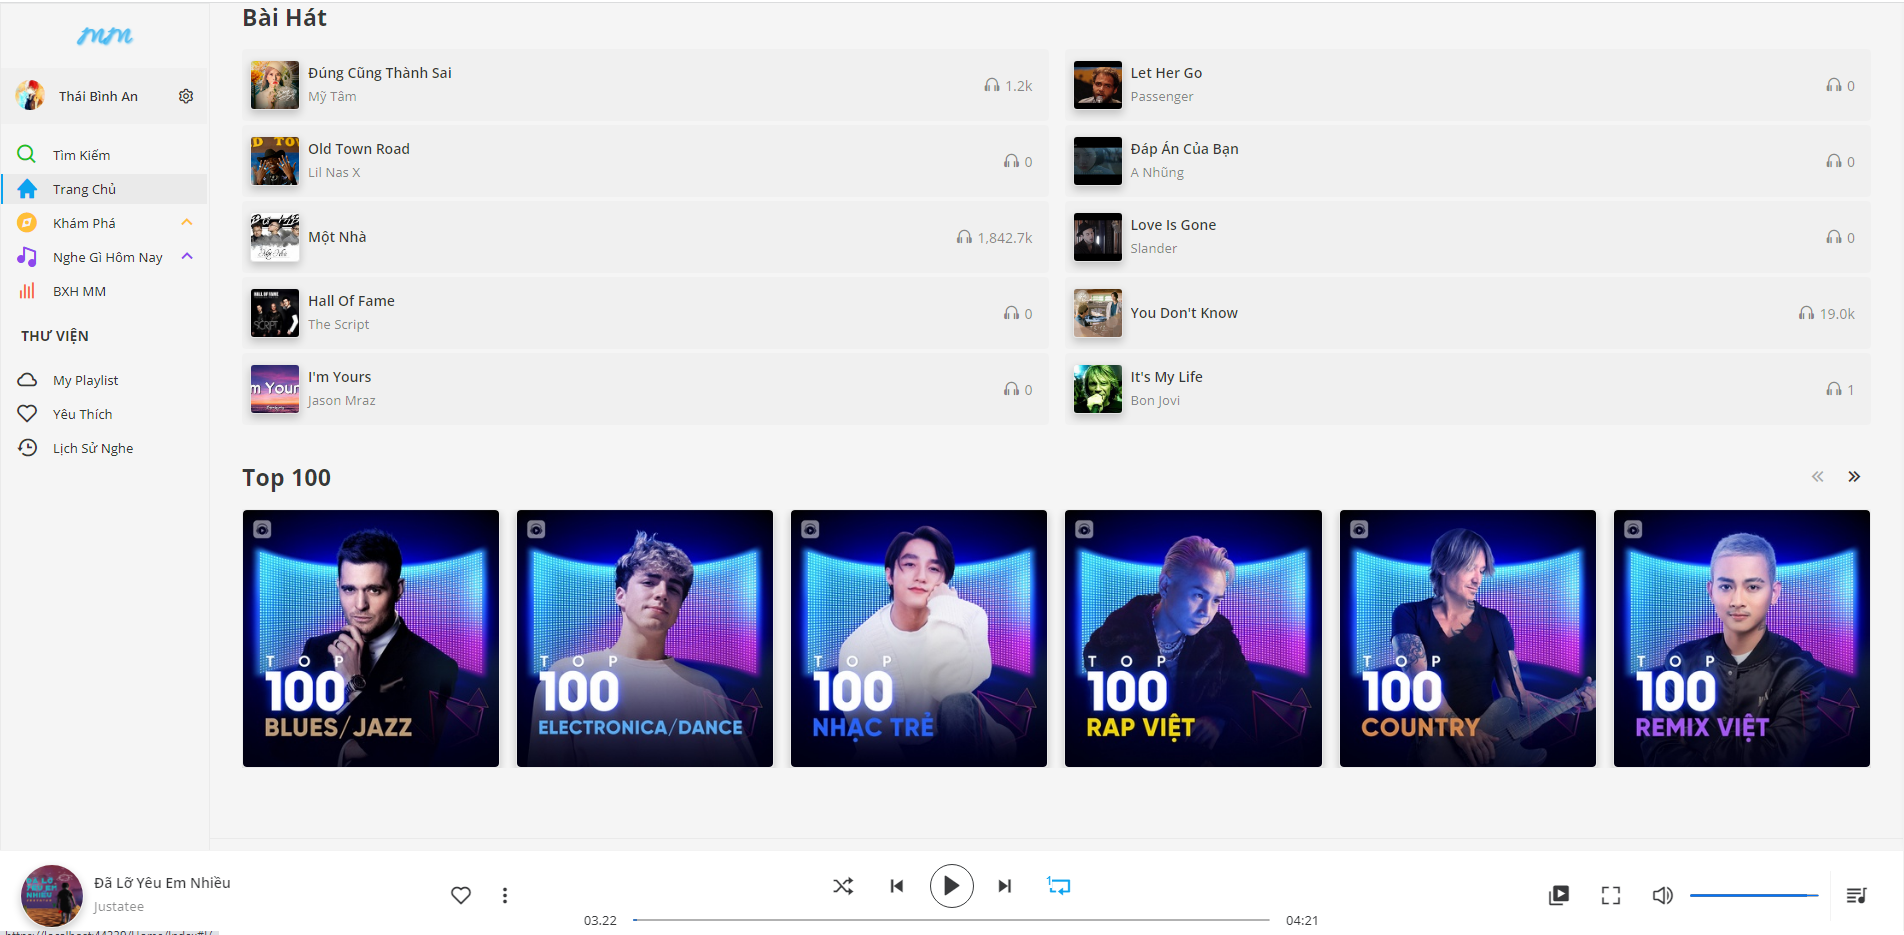 mm
Thái Bình An
Tìm Kiếm
Trang Chủ
Khám Phá
Nghe Gì Hôm Nay
BXH MM
THƯ VIỆN
My Playlist
Yêu Thích
Lịch Sử Nghe
Bài Hát
Đúng Cũng Thành Sai
Mỹ Tâm
1.2k
Let Her Go
Passenger
0
Old Town Road
Lil Nas X
0
Đáp Án Của Bạn
A Nhũng
0
Một Nhà
1,842.7k
Love Is Gone
Slander
0
Hall Of Fame
The Script
0
You Don't Know
19.0k
I'm Yours
Jason Mraz
0
It's My Life
Bon Jovi
1
Top 100
TOP
100
BLUES/JAZZ
TOP
100
ELECTRONICA/DANCE
TOP
100
NHẠC TRẺ
TOP
100
RAP VIỆT
TOP
100
COUNTRY
TOP
100
REMIX VIỆT
Đã Lỡ Yêu Em Nhiều
Justatee
1
03.22
04:21